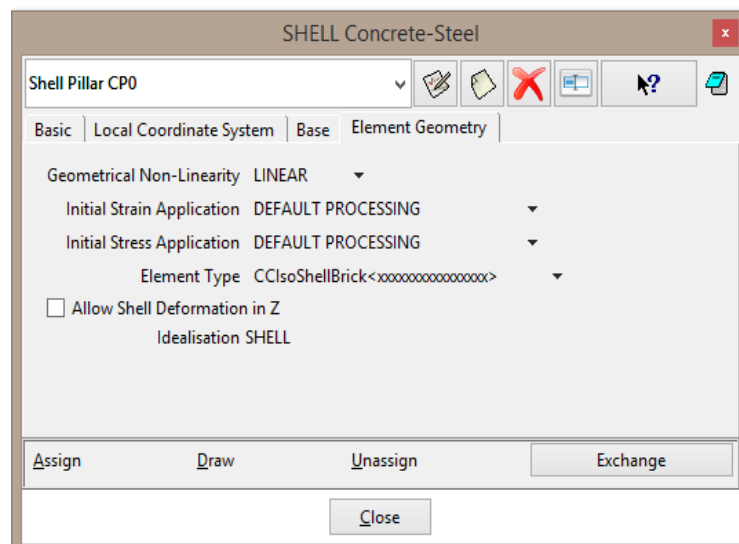 SHELL Concrete-Steel
x
Shell Pillar CP0
?
Basic Local Coordinate System Base Element Geometry
Geometrical Non-Linearity LINEAR
Initial Strain Application DEFAULT PROCESSING
Initial Stress Application DEFAULT PROCESSING
Element Type CCIsoShellBrick<xxxxxxxxxxxxxxxx>
Allow Shell Deformation in Z
Idealisation SHELL
Assign Draw Unassign Exchange
Close